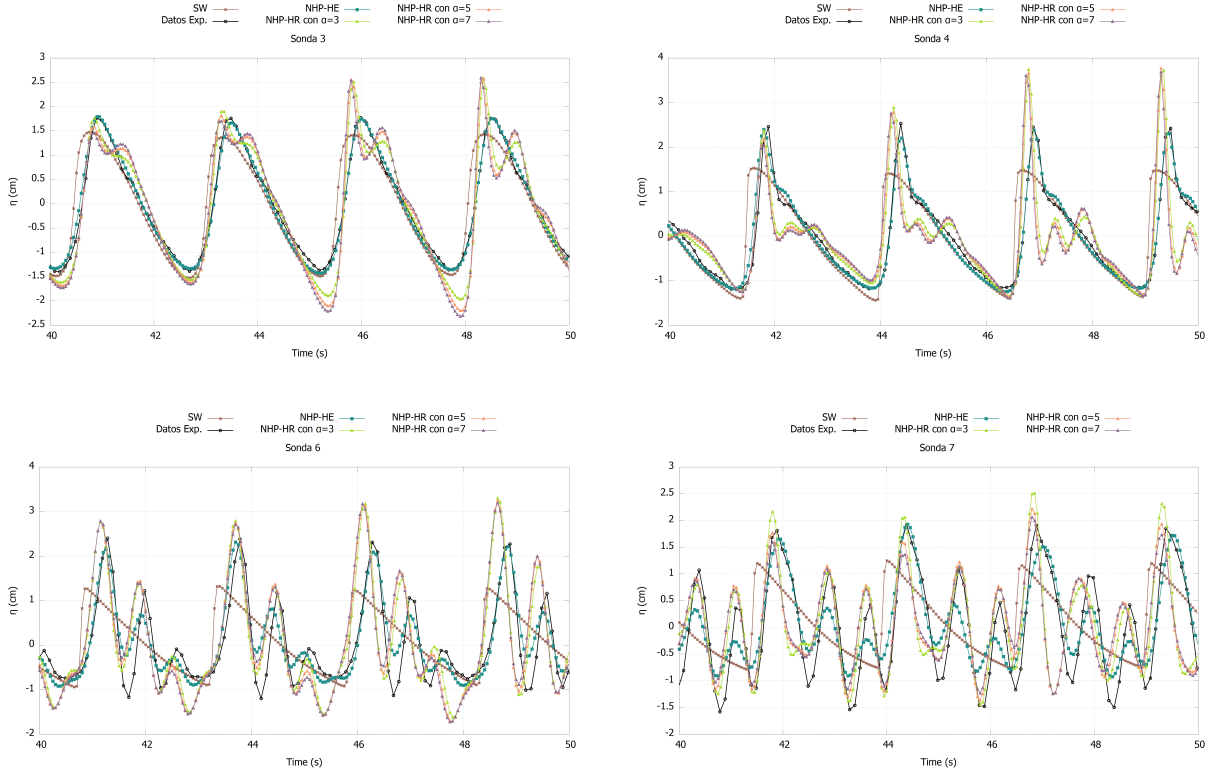 SW NHP-HE NHP-HR con α=5
Datos Exp. NHP-HR con α=3 NHP-HR con α=7
Sonda 3
3
2.5
2
1.5
1
0.5
0
-0.5
-1
-1.5
-2
-2.5
η (cm)
40 42 44 46 48 50
Time (s)
SW NHP-HE NHP-HR con α=5
Datos Exp. NHP-HR con α=3 NHP-HR con α=7
Sonda 4
4
3
2
1
0
-1
-2
η (cm)
40 42 44 46 48 50
Time (s)
SW NHP-HE NHP-HR con α=5
Datos Exp. NHP-HR con α=3 NHP-HR con α=7
Sonda 6
4
3
2
1
0
-1
-2
η (cm)
40 42 44 46 48 50
Time (s)
SW NHP-HE NHP-HR con α=5
Datos Exp. NHP-HR con α=3 NHP-HR con α=7
Sonda 7
3
2.5
2
1.5
1
0.5
0
-0.5
-1
-1.5
-2
η (cm)
40 42 44 46 48 50
Time (s)